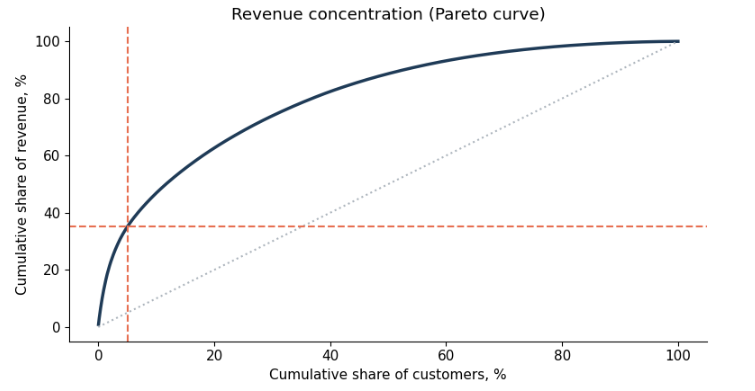 Revenue concentration (Pareto curve)
Cumulative share of revenue, %
100
80
60
40
20
0
0 20 40 60 80 100
Cumulative share of customers, %